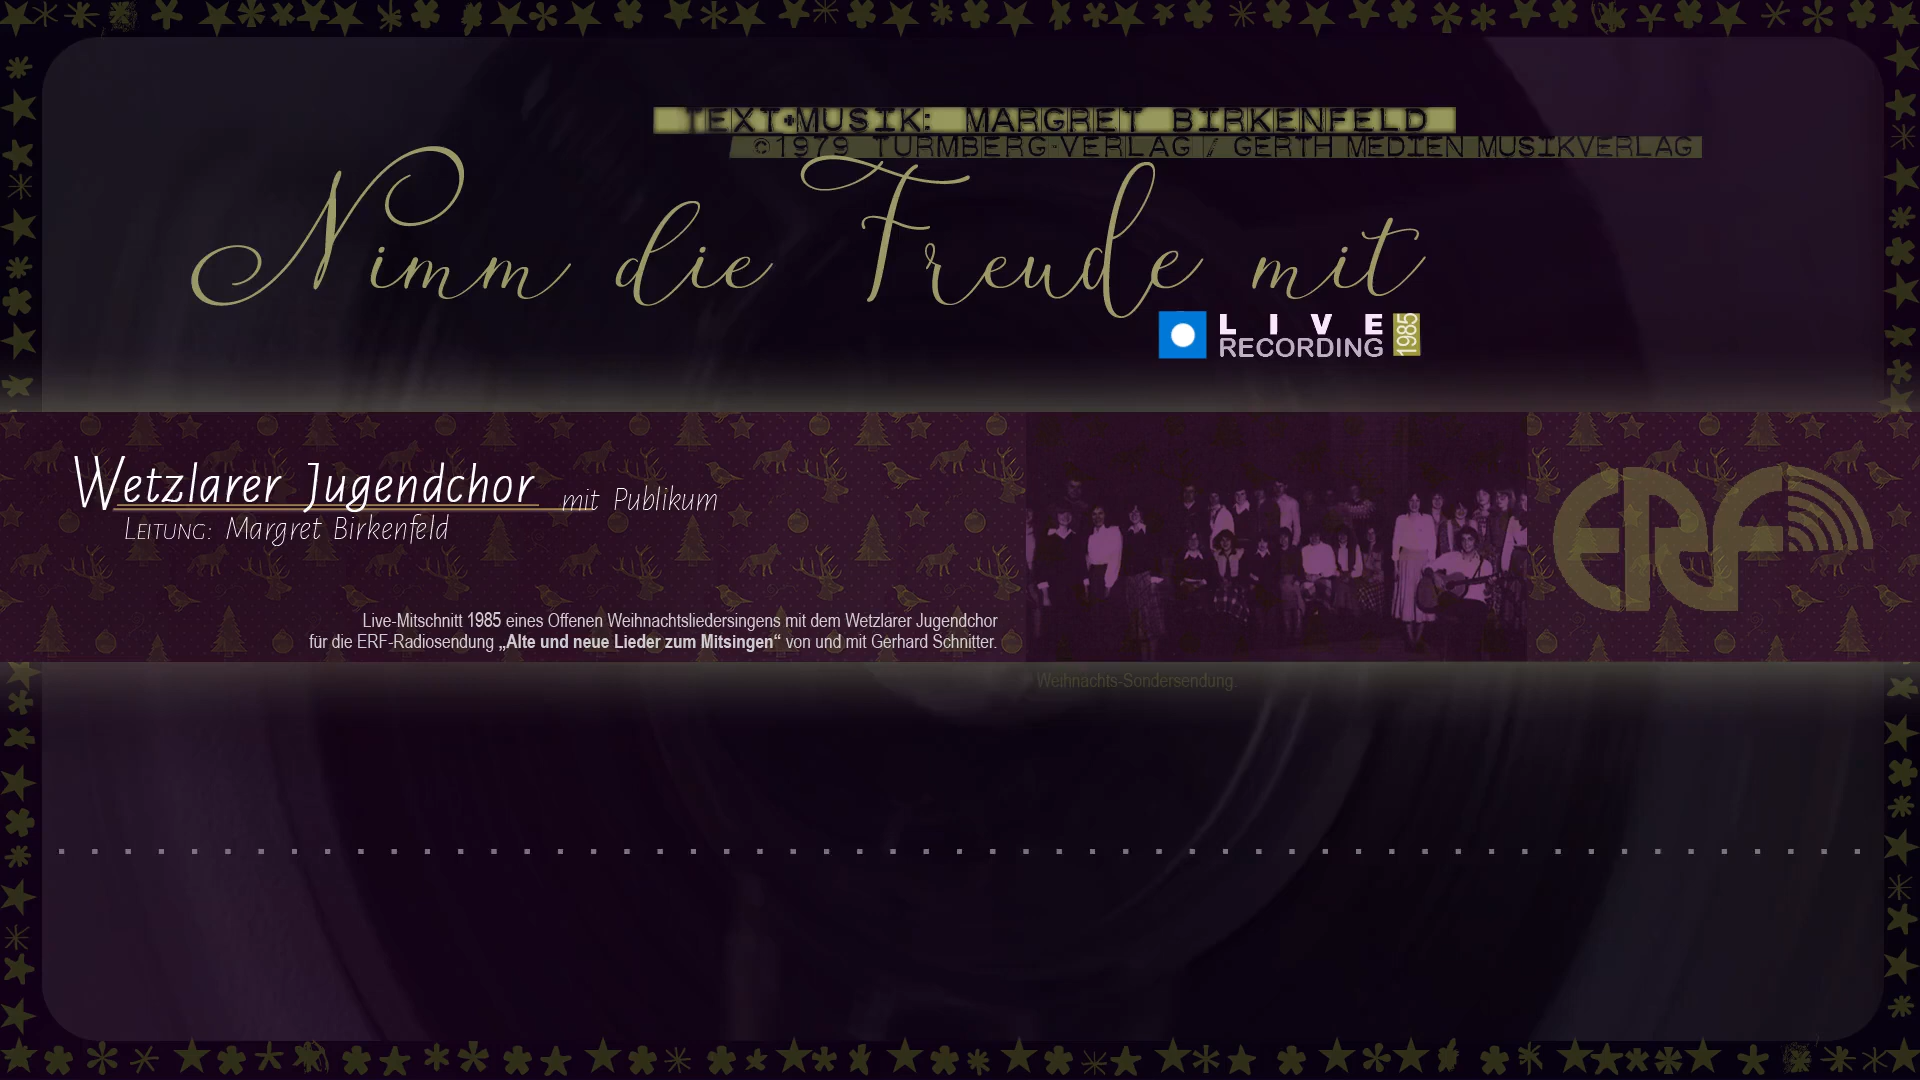 TEXT+MUSIK: MARGRET BIRKENFELD
©1979 TURMBERG-VERLAG / GERTH MEDIEN MUSIKVERLAG
Nimm die Freude mit
LIVE
RECORDING
1985
Wetzlarer Jugendchor mit Publikum
LEITUNG: Margret Birkenfeld
ERF
Live-Mitschnitt 1985 eines Offenen Weihnachtsliedersingens mit dem Wetzlarer Jugendchor
für die ERF-Radiosendung „Alte und neue Lieder zum Mitsingen“ von und mit Gerhard Schnitter.
Weihnachts-Sondersendung.